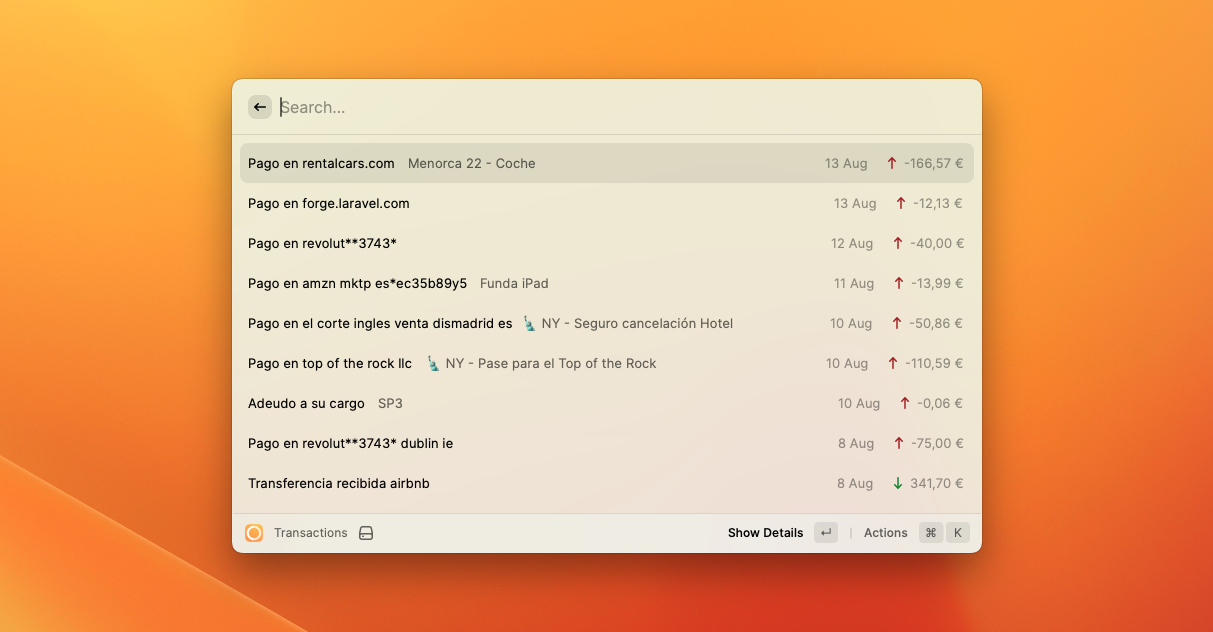 Search...
Pago en rentalcars.com Menorca 22 - Coche 13 Aug -166,57 €
Pago en forge.laravel.com 13 Aug -12,13 €
Pago en revolut**3743* 12 Aug -40,00 €
Pago en amzn mktp es*ec35b89y5 Funda iPad 11 Aug -13,99 €
Pago en el corte ingles venta dismadrid es 🗽 NY - Seguro cancelación Hotel 10 Aug -50,86 €
Pago en top of the rock llc 🗽 NY - Pase para el Top of the Rock 10 Aug -110,59 €
Adeudo a su cargo SP3 10 Aug -0,06 €
Pago en revolut**3743* dublin ie 8 Aug -75,00 €
Transferencia recibida airbnb 8 Aug 341,70 €
Transactions Show Details ↵ | Actions ⌘ K